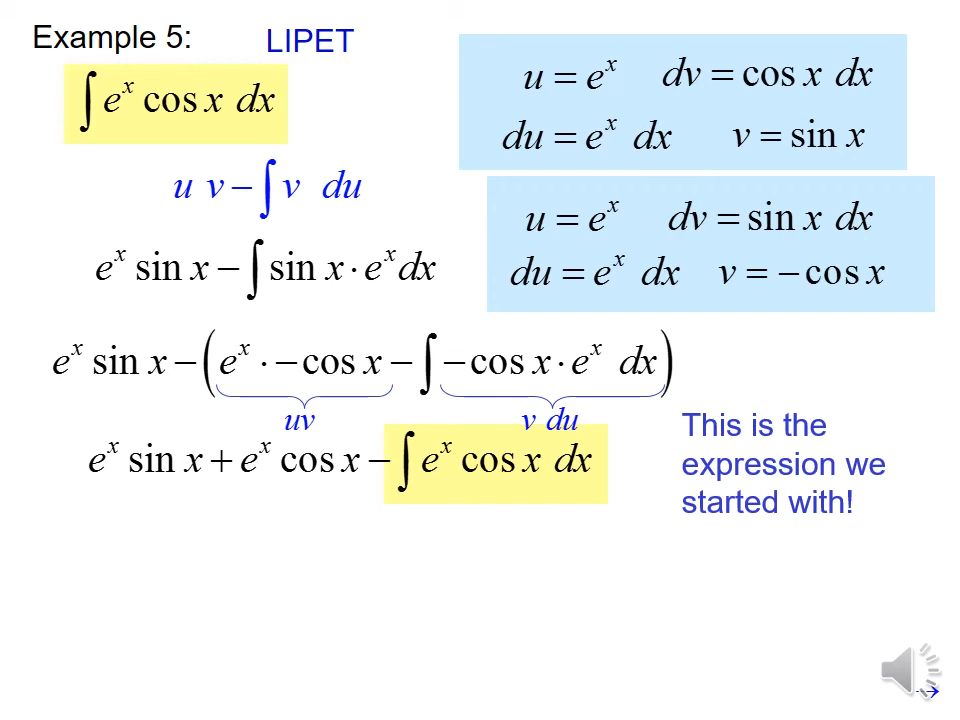 Example 5:
LIPET
∫ eˣ cos x dx
u = eˣ dv = cos x dx
du = eˣ dx v = sin x
u v − ∫ v du
u = eˣ dv = sin x dx
du = eˣ dx v = − cos x
eˣ sin x − ∫ sin x · eˣ dx
eˣ sin x − (eˣ · − cos x − ∫ − cos x · eˣ dx)
uv v du
eˣ sin x + eˣ cos x − ∫ eˣ cos x dx
This is the
expression we
started with!
→